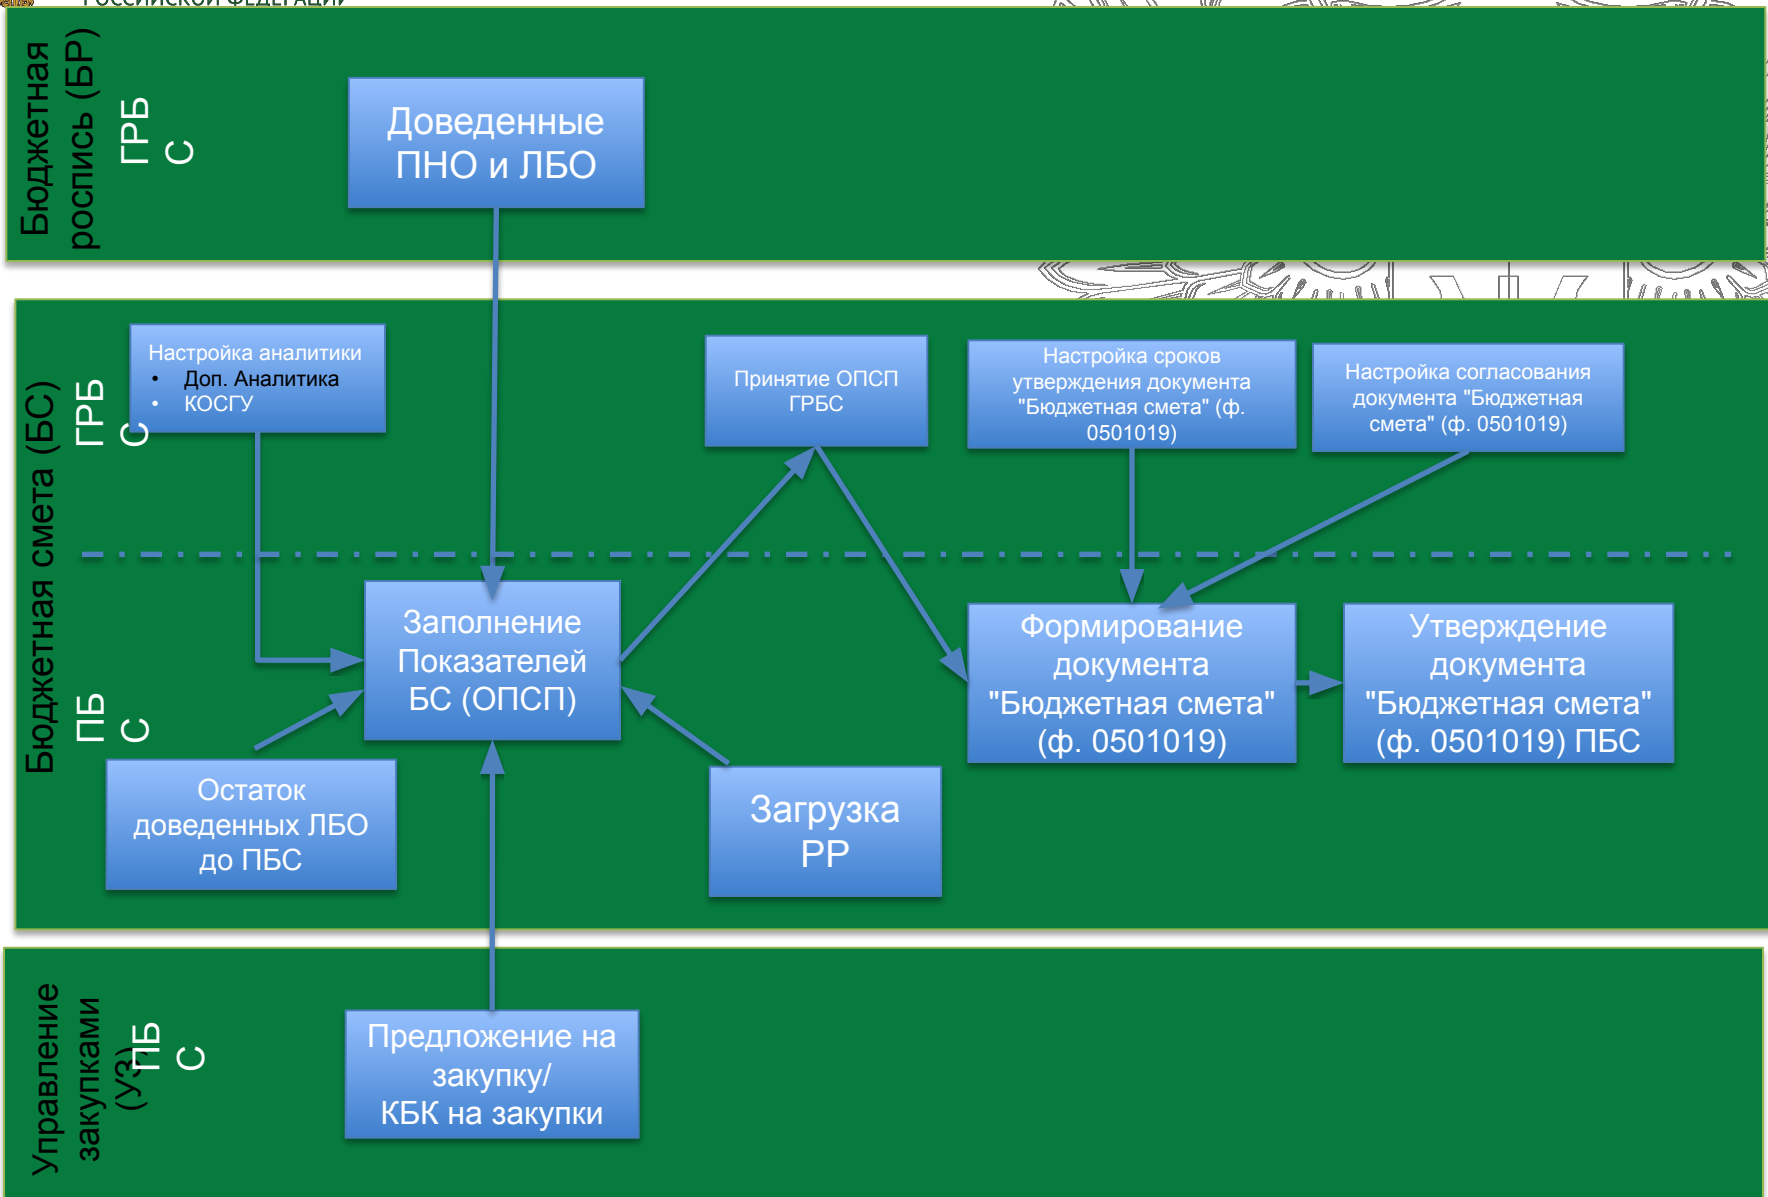 РОССИЙСКОЙ ФЕДЕРАЦИИ
Бюджетная
роспись (БР)
ГРБ
С
Доведенные
ПНО и ЛБО
Бюджетная смета (БС)
ГРБ
С
Настройка аналитики
• Доп. Аналитика
• КОСГУ
Принятие ОПСП
ГРБС
Настройка сроков
утверждения документа
"Бюджетная смета" (ф.
0501019)
Настройка согласования
документа "Бюджетная
смета" (ф. 0501019)
ПБ
С
Заполнение
Показателей
БС (ОПСП)
Формирование
документа
"Бюджетная смета"
(ф. 0501019)
Утверждение
документа
"Бюджетная смета"
(ф. 0501019) ПБС
Остаток
доведенных ЛБО
до ПБС
Загрузка
РР
Управление
закупками
(УЗ)
ПБ
С
Предложение на
закупку/
КБК на закупки